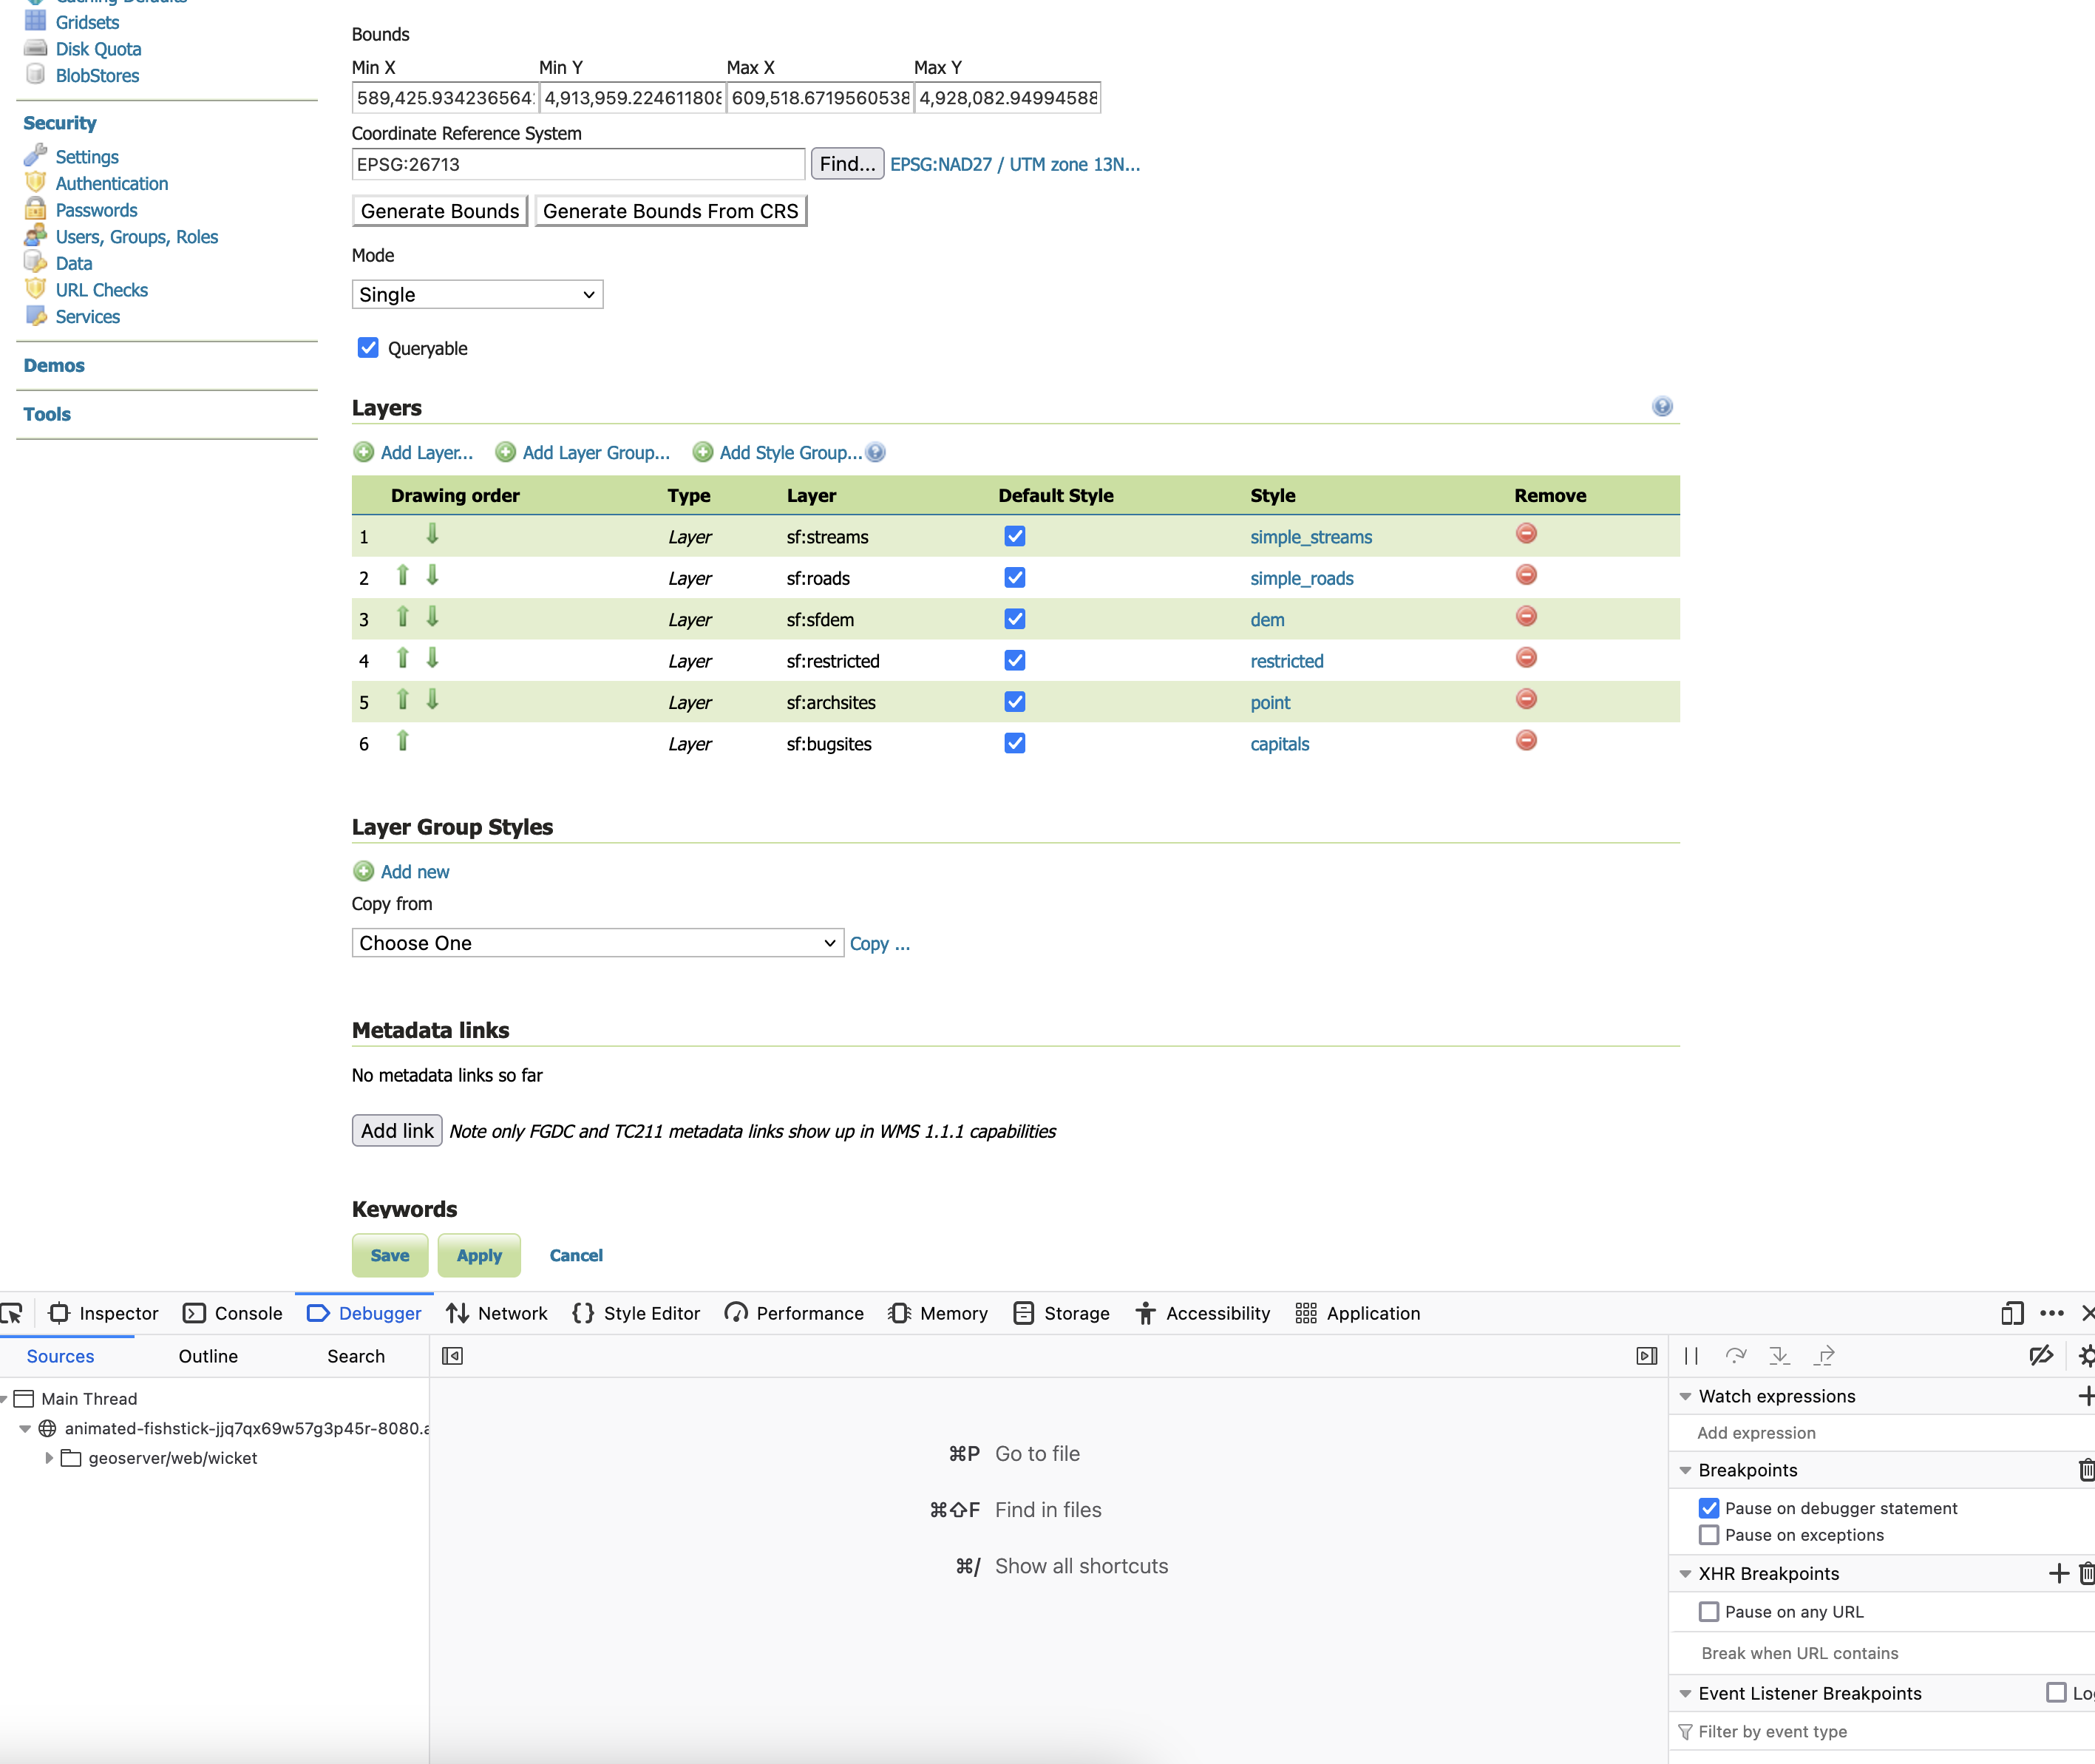 Gridsets
Disk Quota
BlobStores
Security
Settings
Authentication
Passwords
Users, Groups, Roles
Data
URL Checks
Services
Demos
Tools
Bounds
Min X Min Y Max X Max Y
589,425.934236564 4,913,959.22461180 609,518.6719560538 4,928,082.94994588
Coordinate Reference System
EPSG:26713 Find... EPSG:NAD27 / UTM zone 13N...
Generate Bounds Generate Bounds From CRS
Mode
Single
Queryable
Layers
Add Layer... Add Layer Group... Add Style Group...
Drawing order Type Layer Default Style Style Remove
1 Layer sf:streams simple_streams
2 Layer sf:roads simple_roads
3 Layer sf:sfdem dem
4 Layer sf:restricted restricted
5 Layer sf:archsites point
6 Layer sf:bugsites capitals
Layer Group Styles
Add new
Copy from
Choose One Copy ...
Metadata links
No metadata links so far
Add link Note only FGDC and TC211 metadata links show up in WMS 1.1.1 capabilities
Keywords
Save Apply Cancel
Inspector Console Debugger Network Style Editor Performance Memory Storage Accessibility Application
Sources Outline Search
Main Thread
animated-fishstick-jjq7qx69w57g3p45r-8080.a
geoserver/web/wicket
⌘P Go to file
⌘⇧F Find in files
⌘/ Show all shortcuts
Watch expressions
Add expression
Breakpoints
Pause on debugger statement
Pause on exceptions
XHR Breakpoints
Pause on any URL
Break when URL contains
Event Listener Breakpoints
Filter by event type